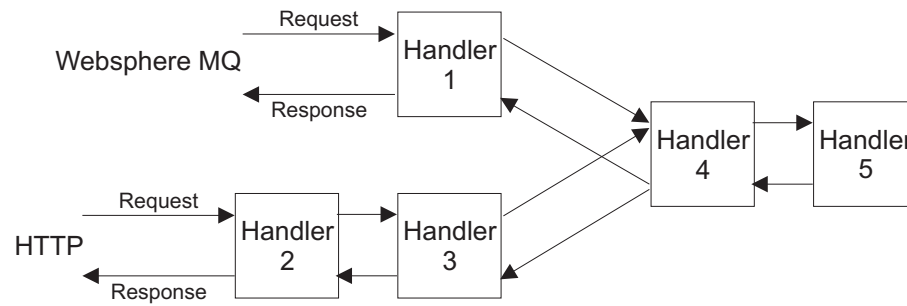 Request
Websphere MQ
Response
Handler
1
Handler
4
Handler
5
Request
HTTP
Response
Handler
2
Handler
3